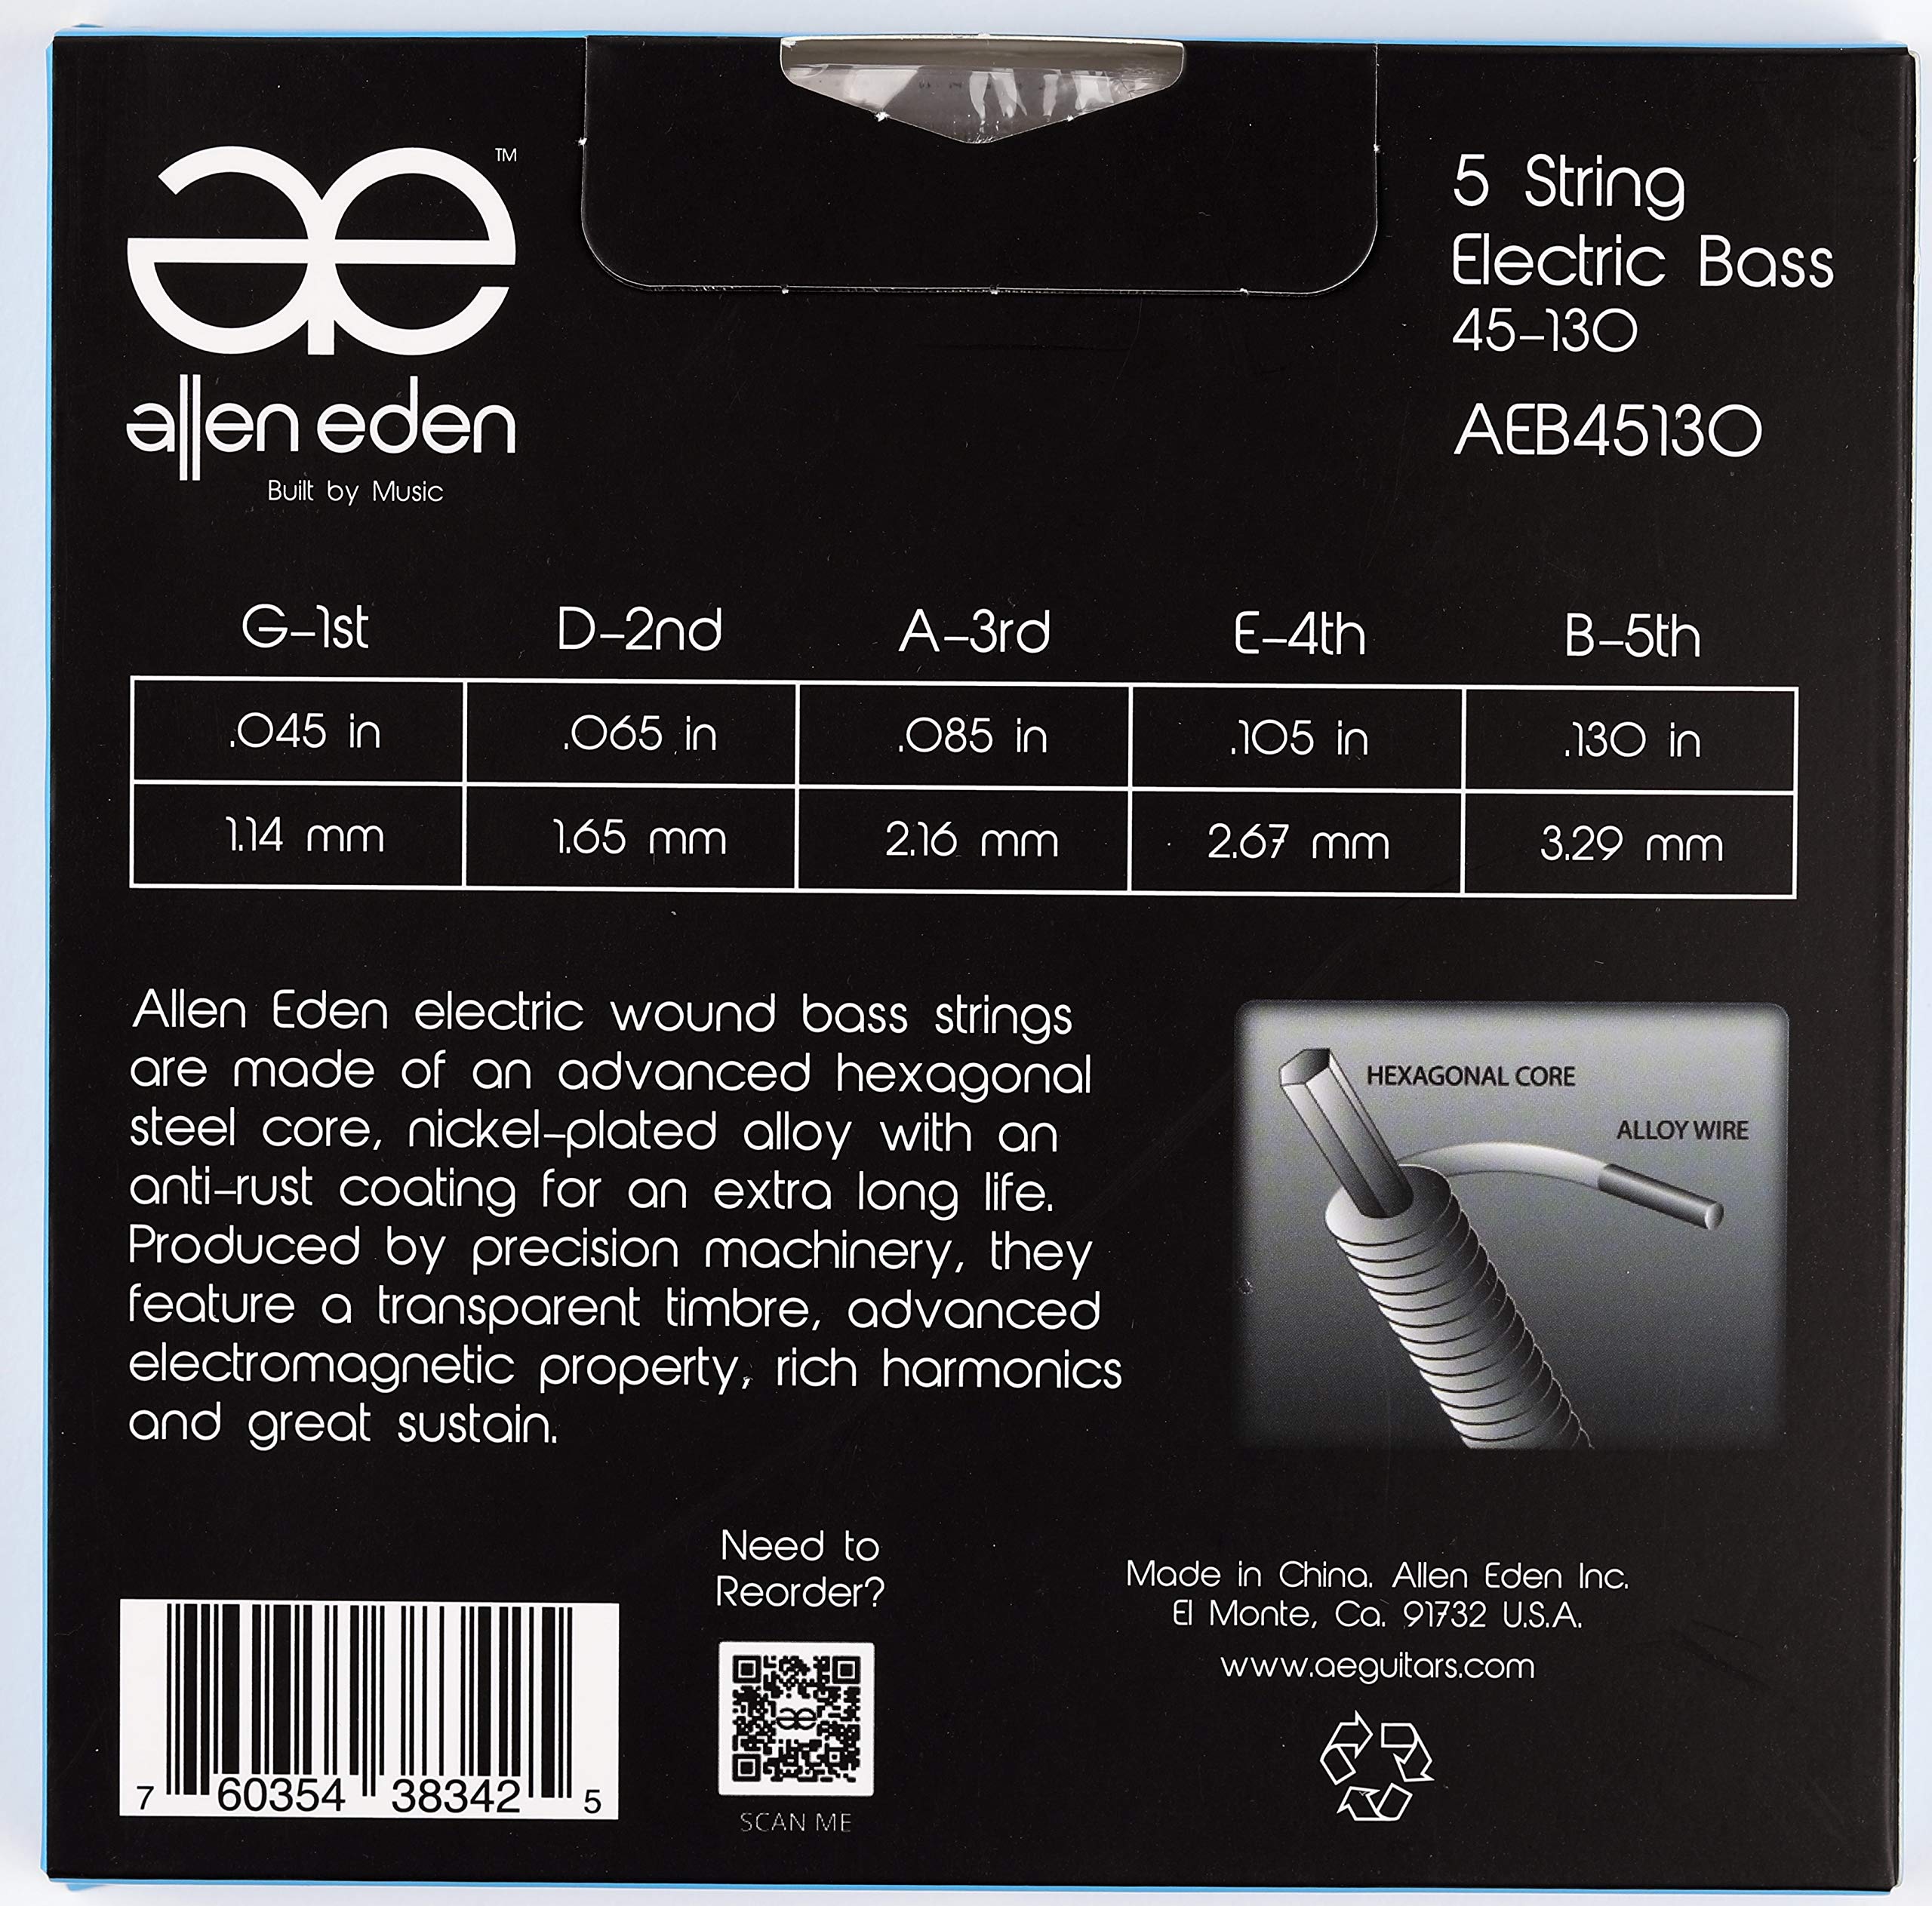 ae™
allen eden
Built by Music
5 String
Electric Bass
45-130
AEB45130
G-1st D-2nd A-3rd E-4th B-5th
.045 in .065 in .085 in .105 in .130 in
1.14 mm 1.65 mm 2.16 mm 2.67 mm 3.29 mm
Allen Eden electric wound bass strings
are made of an advanced hexagonal
steel core, nickel-plated alloy with an
anti-rust coating for an extra long life.
Produced by precision machinery, they
feature a transparent timbre, advanced
electromagnetic property, rich harmonics
and great sustain.
HEXAGONAL CORE
ALLOY WIRE
7 60354 38342 5
Need to
Reorder?
ae
SCAN ME
Made in China. Allen Eden Inc.
El Monte, Ca. 91732 U.S.A.
www.aeguitars.com